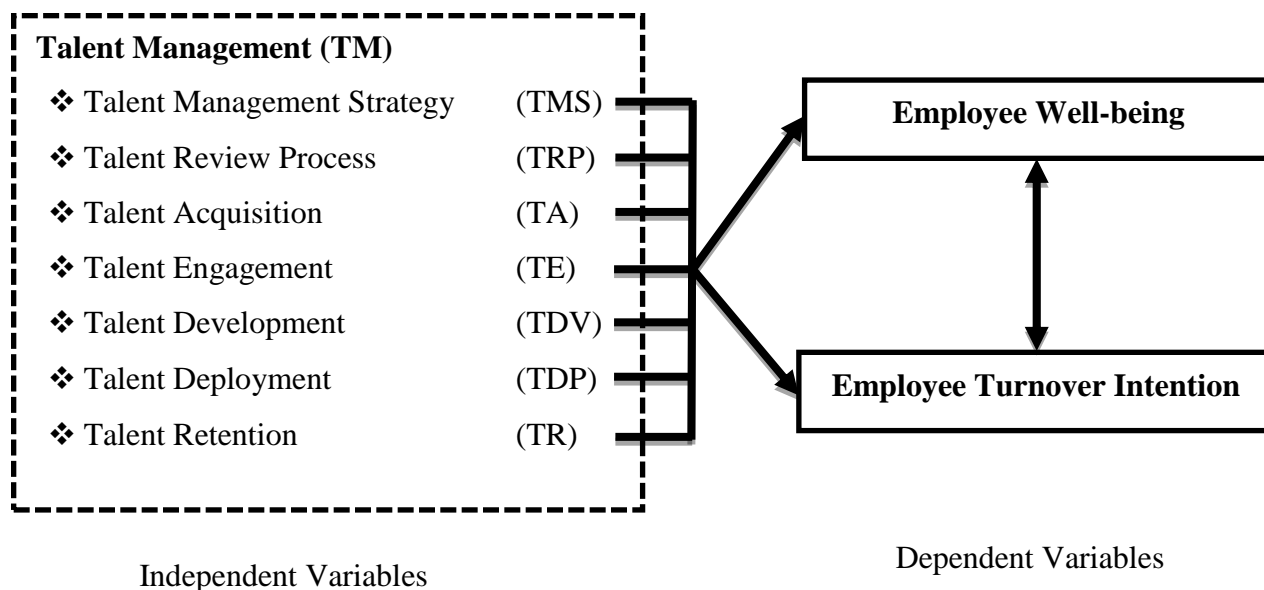 Talent Management (TM)
❖ Talent Management Strategy (TMS)
❖ Talent Review Process (TRP)
❖ Talent Acquisition (TA)
❖ Talent Engagement (TE)
❖ Talent Development (TDV)
❖ Talent Deployment (TDP)
❖ Talent Retention (TR)
Employee Well-being
Employee Turnover Intention
Independent Variables
Dependent Variables